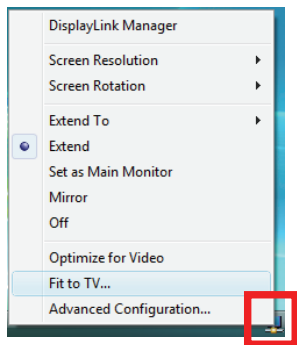 DisplayLink Manager
Screen Resolution
Screen Rotation
Extend To
Extend
Set as Main Monitor
Mirror
Off
Optimize for Video
Fit to TV...
Advanced Configuration...